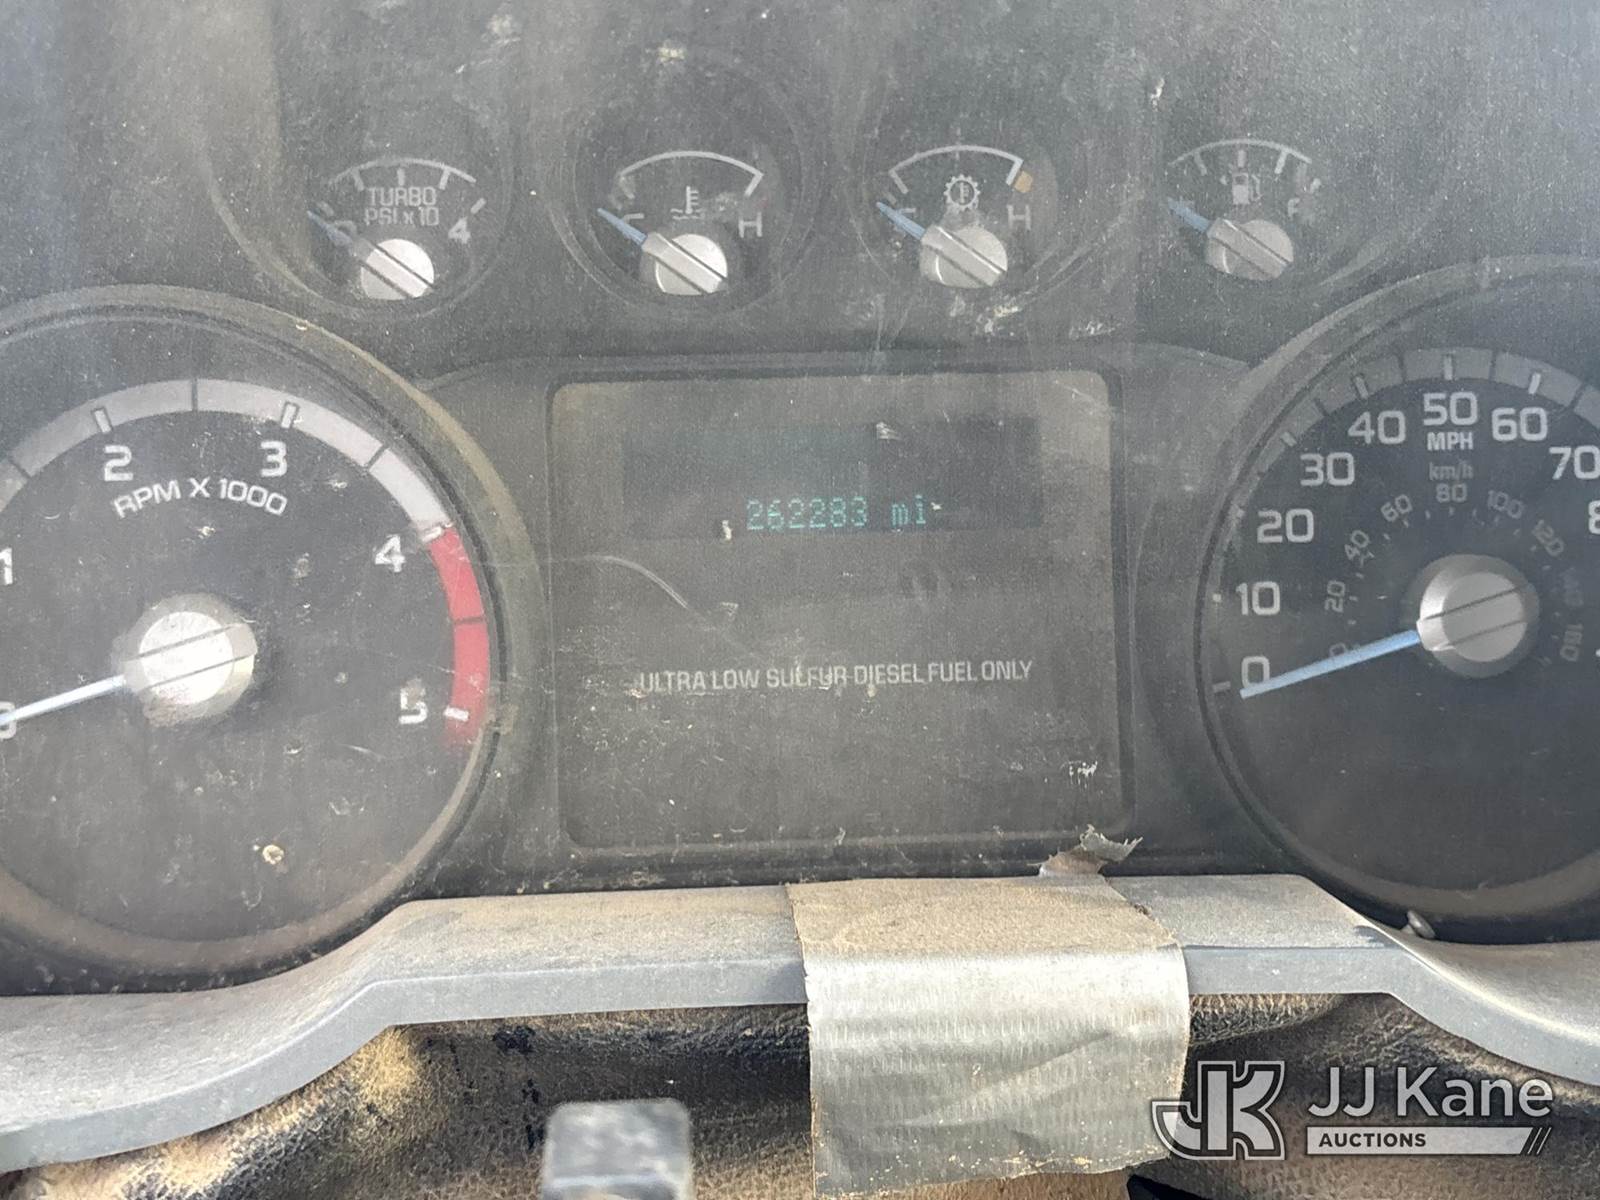 TURBO
PSI x 10
4
H
H
F
1
2
3
4
5
RPM X 1000
262283 mi
ULTRA LOW SULFUR DIESEL FUEL ONLY
0
10
20
30
40
50
60
70
MPH
km/h
20
40
60
80
100
120
140
160
JJ Kane
AUCTIONS